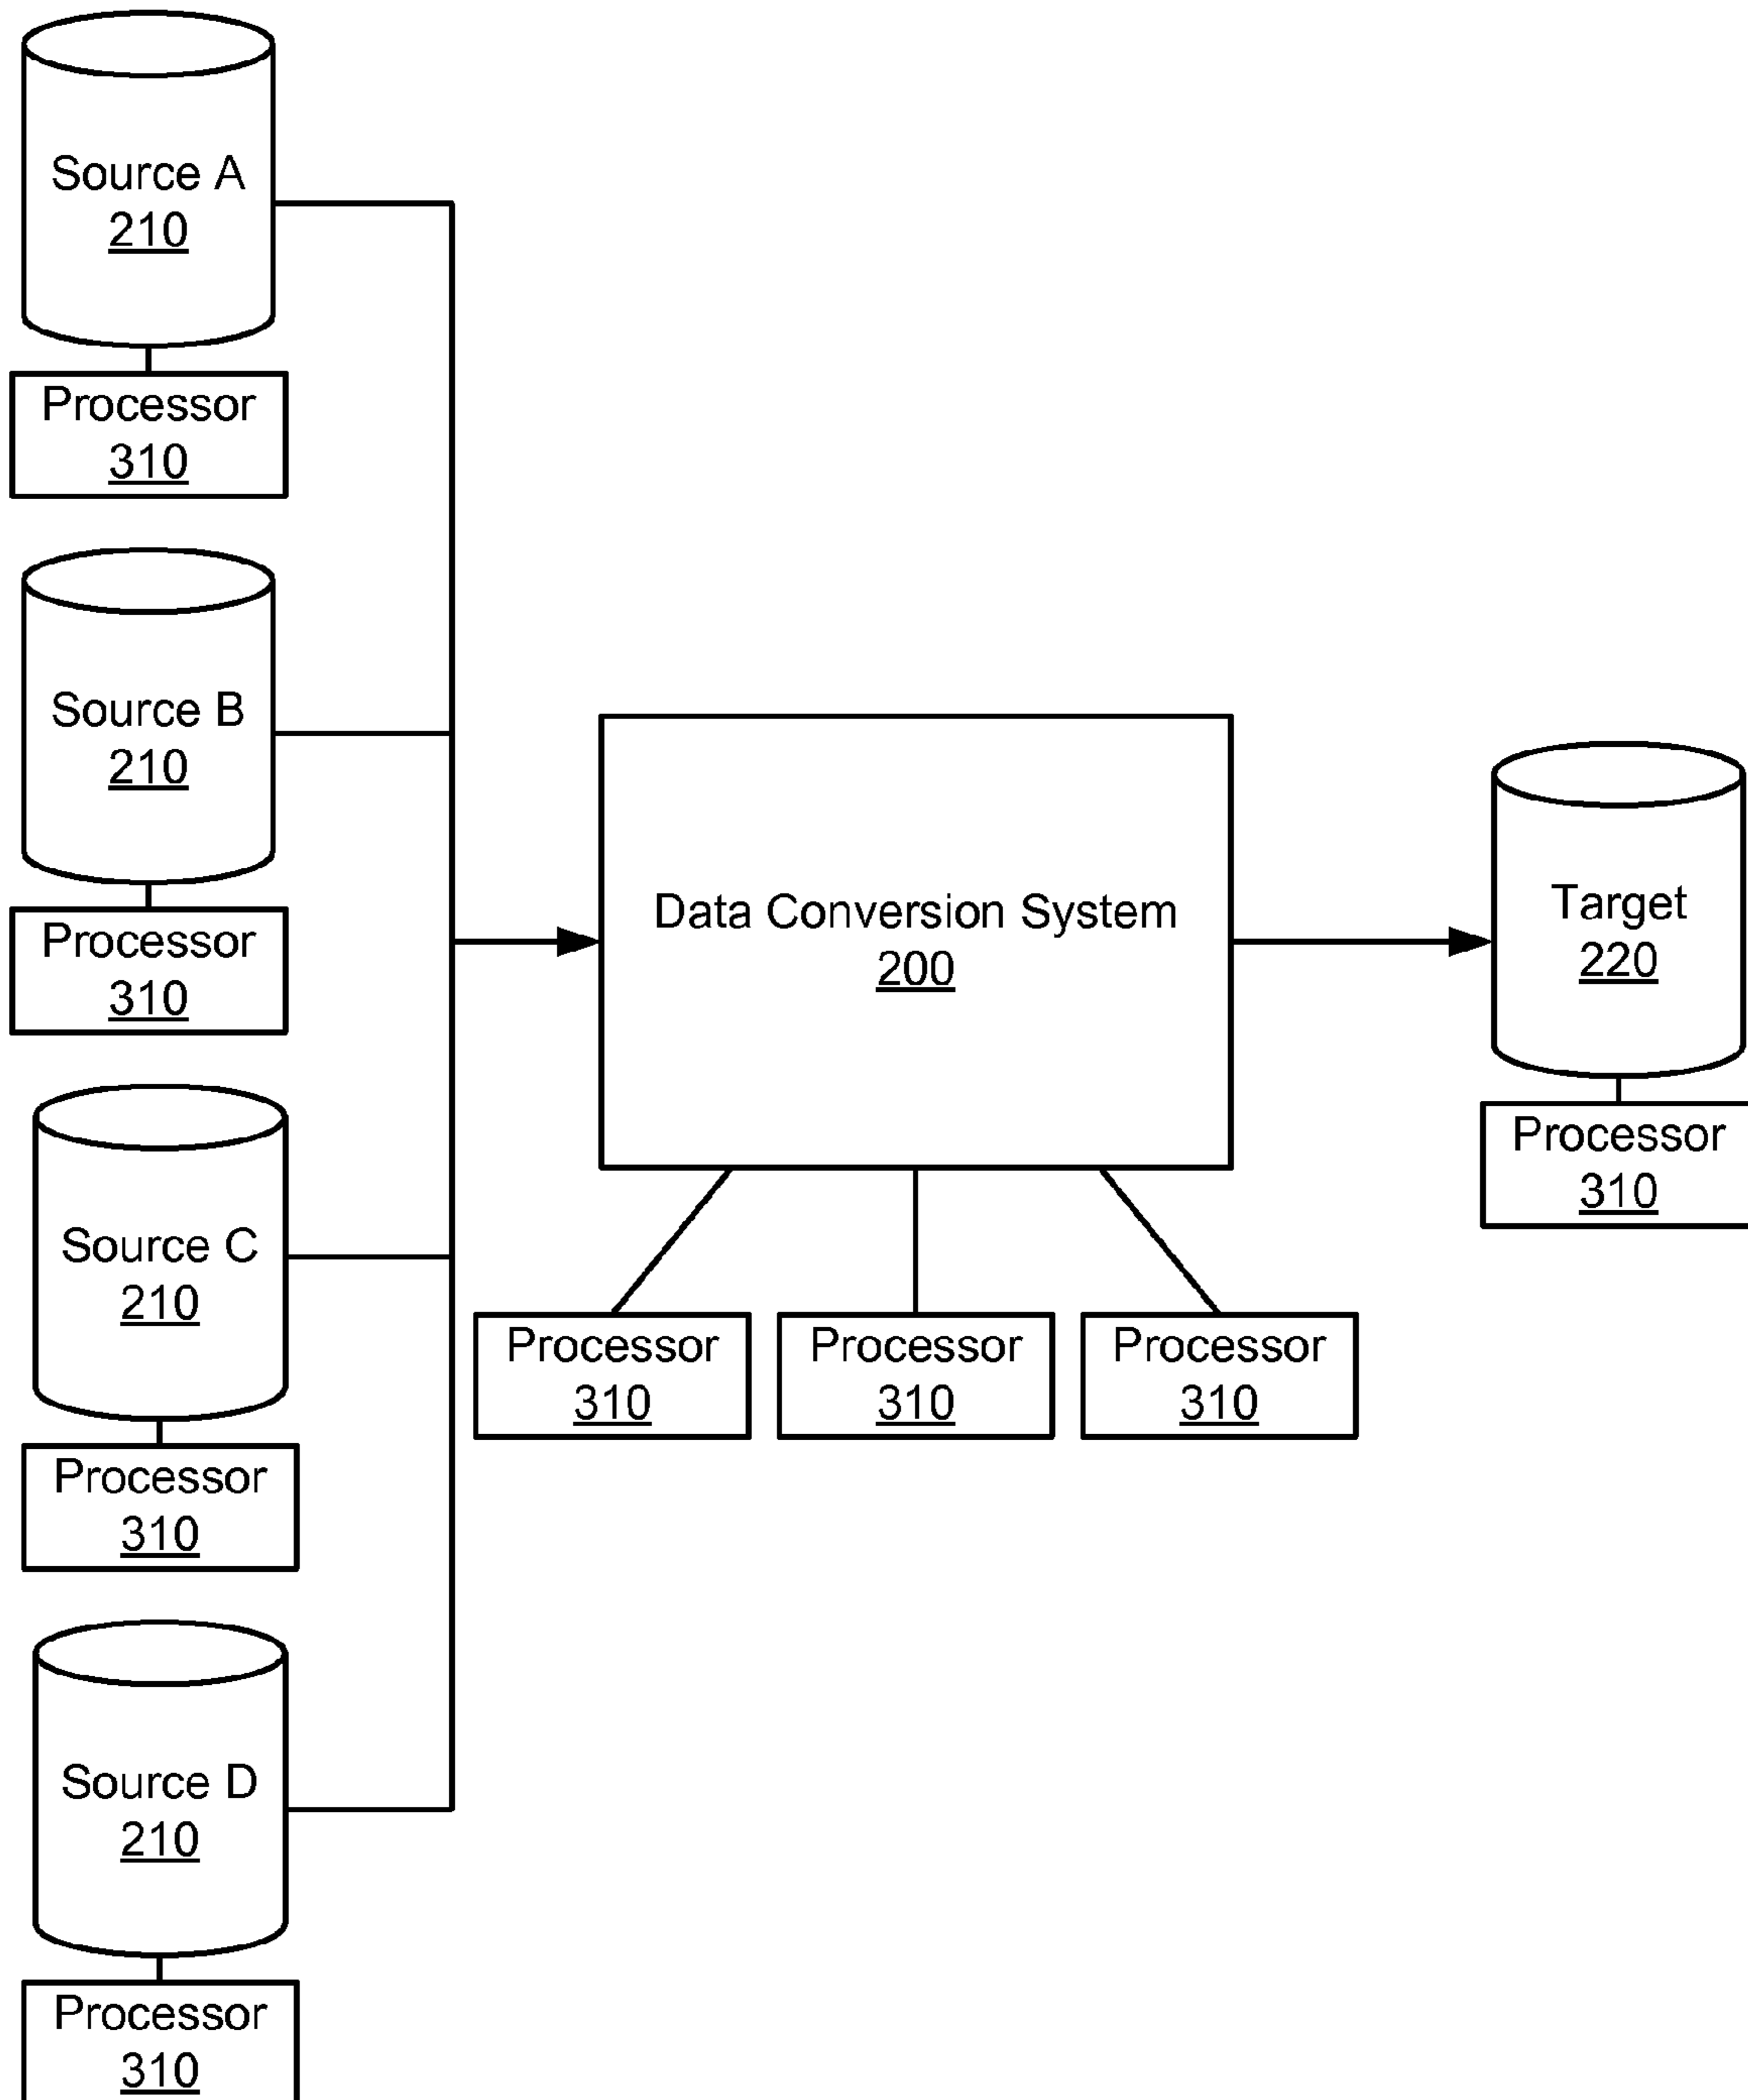 Source A
210
Processor
310
Source B
210
Processor
310
Source C
210
Processor
310
Source D
210
Processor
310
Data Conversion System
200
Processor
310
Processor
310
Processor
310
Target
220
Processor
310